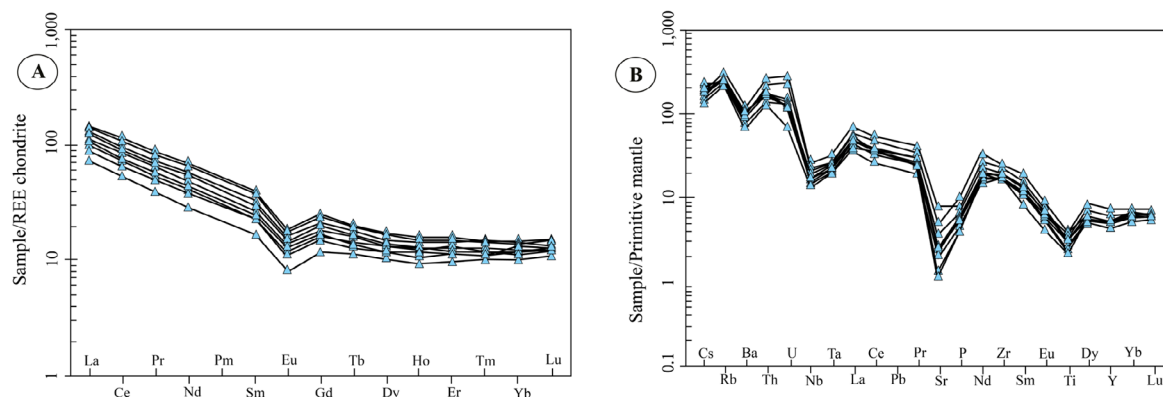 A
Sample/REE chondrite
1,000
100
10
1
La Pr Pm Eu Tb Ho Tm Lu
Ce Nd Sm Gd Dy Er Yb
B
Sample/Primitive mantle
1,000
100
10
1
0.1
Cs Ba U Ta Ce Pr P Zr Eu Dy Yb
Rb Th Nb La Pb Sr Nd Sm Ti Y Lu